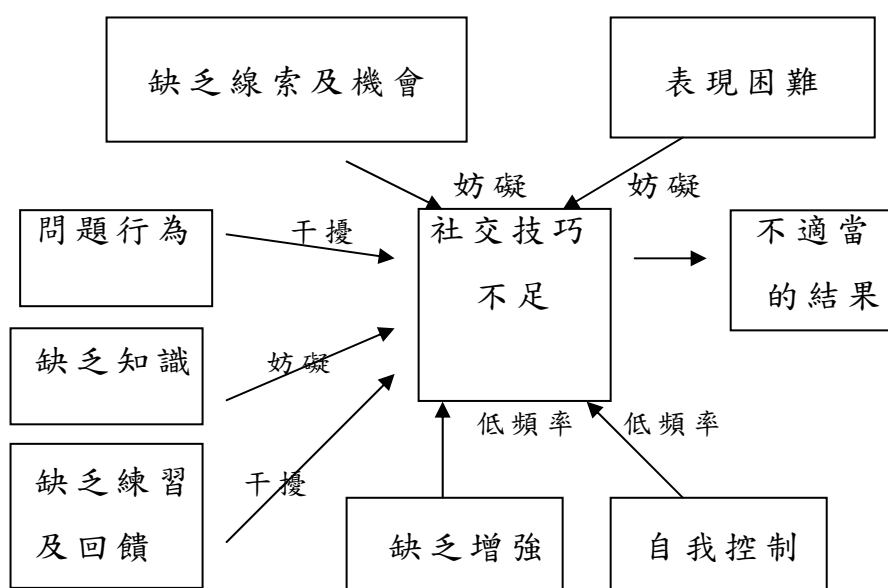 缺乏線索及機會
表現困難
妨礙
妨礙
問題行為
干擾
社交技巧
不足
不適當
的結果
缺乏知識
妨礙
低頻率
低頻率
缺乏練習
及回饋
干擾
缺乏增強
自我控制